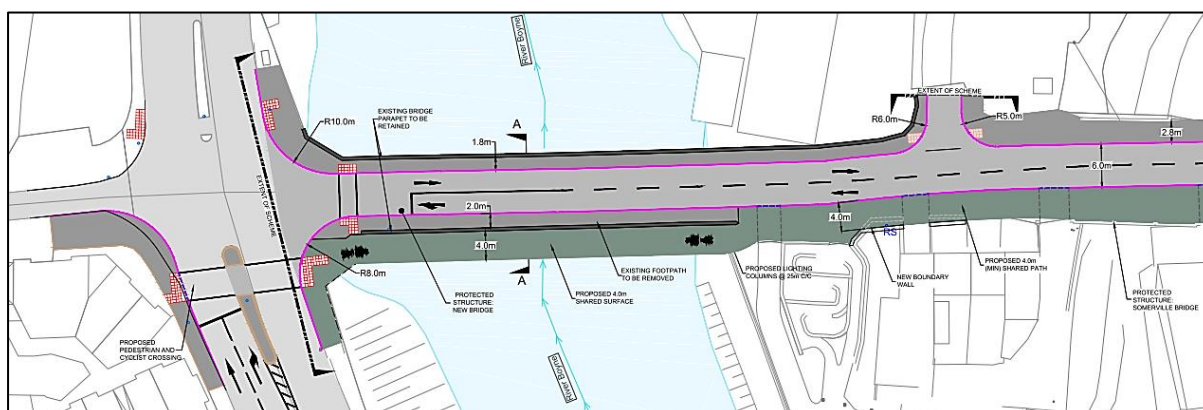 EXISTING BRIDGE
PARAPET TO BE
RETAINED
R10.0m
A
1.8m
River Boyne
EXTENT OF SCHEME
R6.0m
R5.0m
2.8m
6.0m
EXTENT OF SCHEME
2.0m
4.0m
4.0m
RS
R8.0m
A
PROPOSED
PEDESTRIAN AND
CYCLIST CROSSING
PROTECTED
STRUCTURE:
NEW BRIDGE
PROPOSED 4.0m
SHARED SURFACE
EXISTING FOOTPATH
TO BE REMOVED
PROPOSED LIGHTING
COLUMNS @ 25m C/C
NEW BOUNDARY
WALL
PROPOSED 4.0m
(MIN) SHARED PATH
PROTECTED
STRUCTURE:
SOMERVILLE BRIDGE
River Boyne